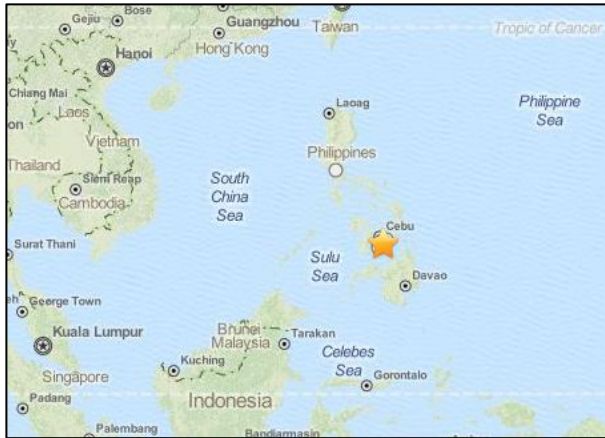 Gejiu
Bose
Guangzhou
Taiwan
Tropic of Cancer
Hanoi
Hong Kong
Chiang Mai
Laos
Laoag
Philippine
Sea
on
Vietnam
Thailand
Philippines
Siem Reap
South
China
Sea
Cambodia
Surat Thani
Cebu
Sulu
Sea
Davao
eh
George Town
Kuala Lumpur
Brunei
Malaysia
Tarakan
Celebes
Sea
Kuching
Singapore
Gorontalo
Padang
Indonesia
Palembang
Bandjarmasin